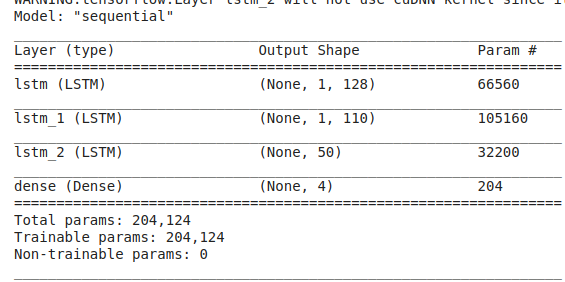 WARNING:tensorflow:Layer lstm_2 will not use cuDNN kernel since i
Model: "sequential"
_________________________________________________________________
Layer (type)                 Output Shape              Param #
=================================================================
lstm (LSTM)                  (None, 1, 128)            66560
_________________________________________________________________
lstm_1 (LSTM)                (None, 1, 110)            105160
_________________________________________________________________
lstm_2 (LSTM)                (None, 50)                32200
_________________________________________________________________
dense (Dense)                (None, 4)                 204
=================================================================
Total params: 204,124
Trainable params: 204,124
Non-trainable params: 0
_________________________________________________________________